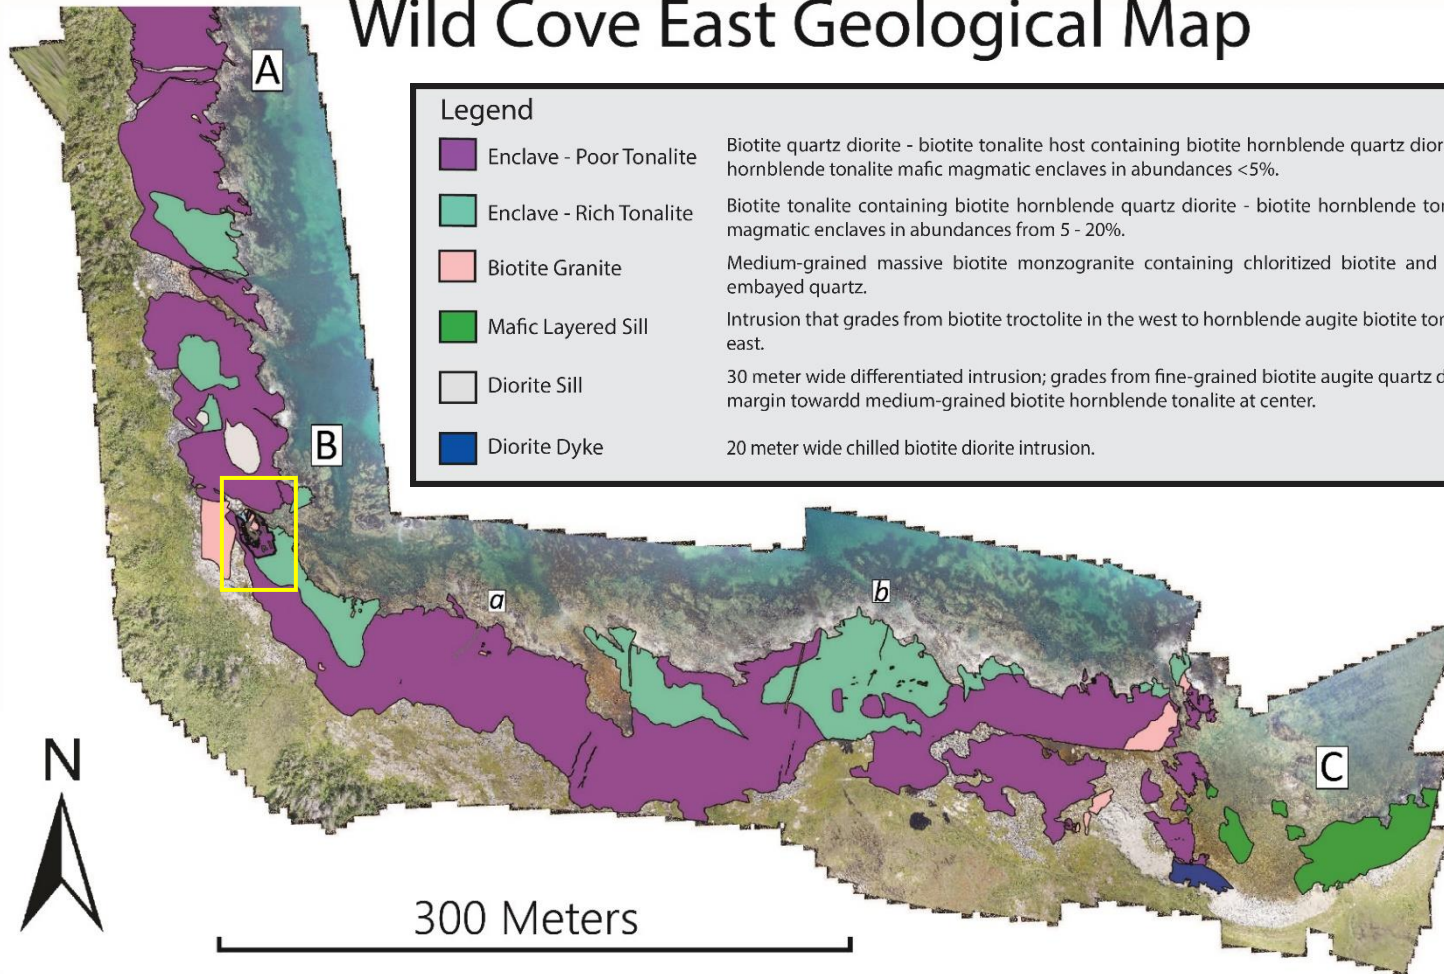 Wild Cove East Geological Map
A
Legend
Enclave - Poor Tonalite
Biotite quartz diorite - biotite tonalite host containing biotite hornblende quartz
hornblende tonalite mafic magmatic enclaves in abundances <5%.
Enclave - Rich Tonalite
Biotite tonalite containing biotite hornblende quartz diorite - biotite hornblende
magmatic enclaves in abundances from 5 - 20%.
Biotite Granite
Medium-grained massive biotite monzogranite containing chloritized biotite and
embayed quartz.
Mafic Layered Sill
Intrusion that grades from biotite troctolite in the west to hornblende augite biotite
east.
Diorite Sill
30 meter wide differentiated intrusion; grades from fine-grained biotite augite quartz
margin towardd medium-grained biotite hornblende tonalite at center.
Diorite Dyke
20 meter wide chilled biotite diorite intrusion.
B
a
b
C
N
300 Meters